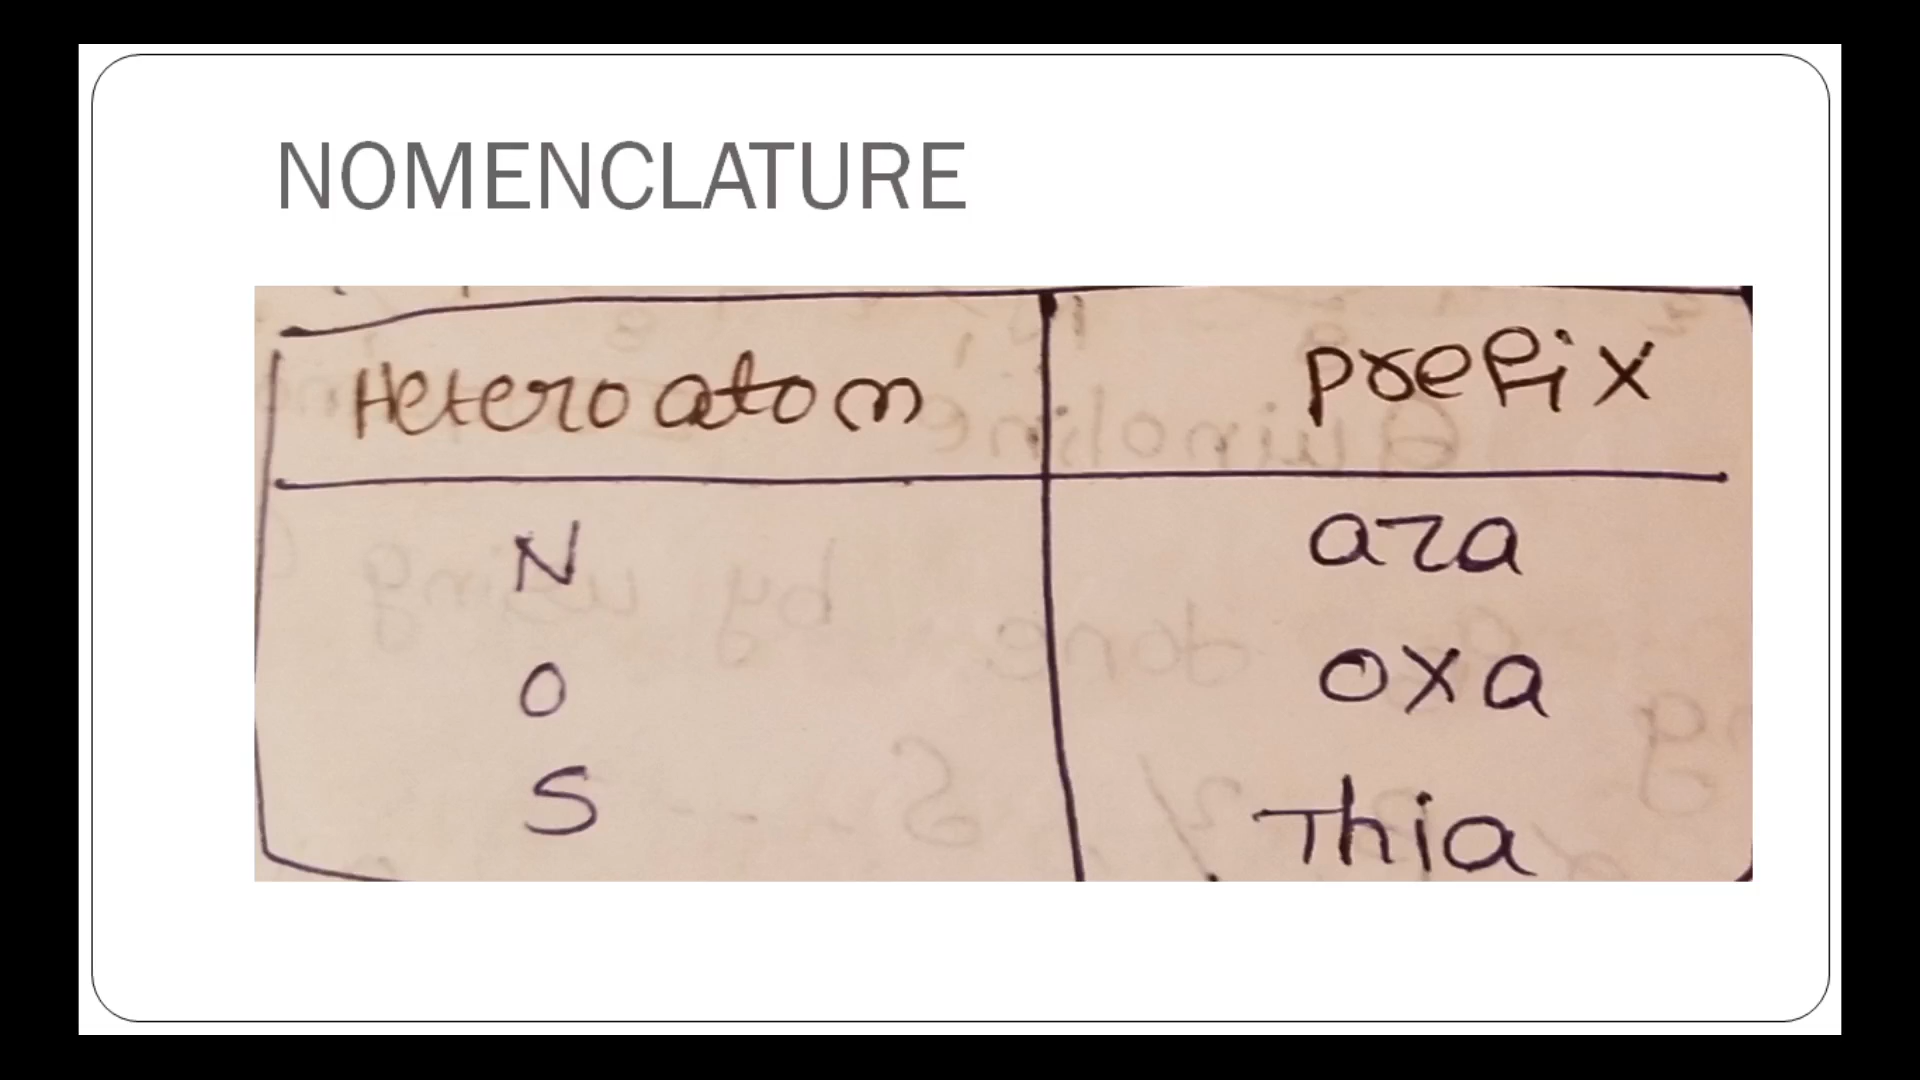 NOMENCLATURE
Heteroatom prefix
N aza
O oxa
S Thia